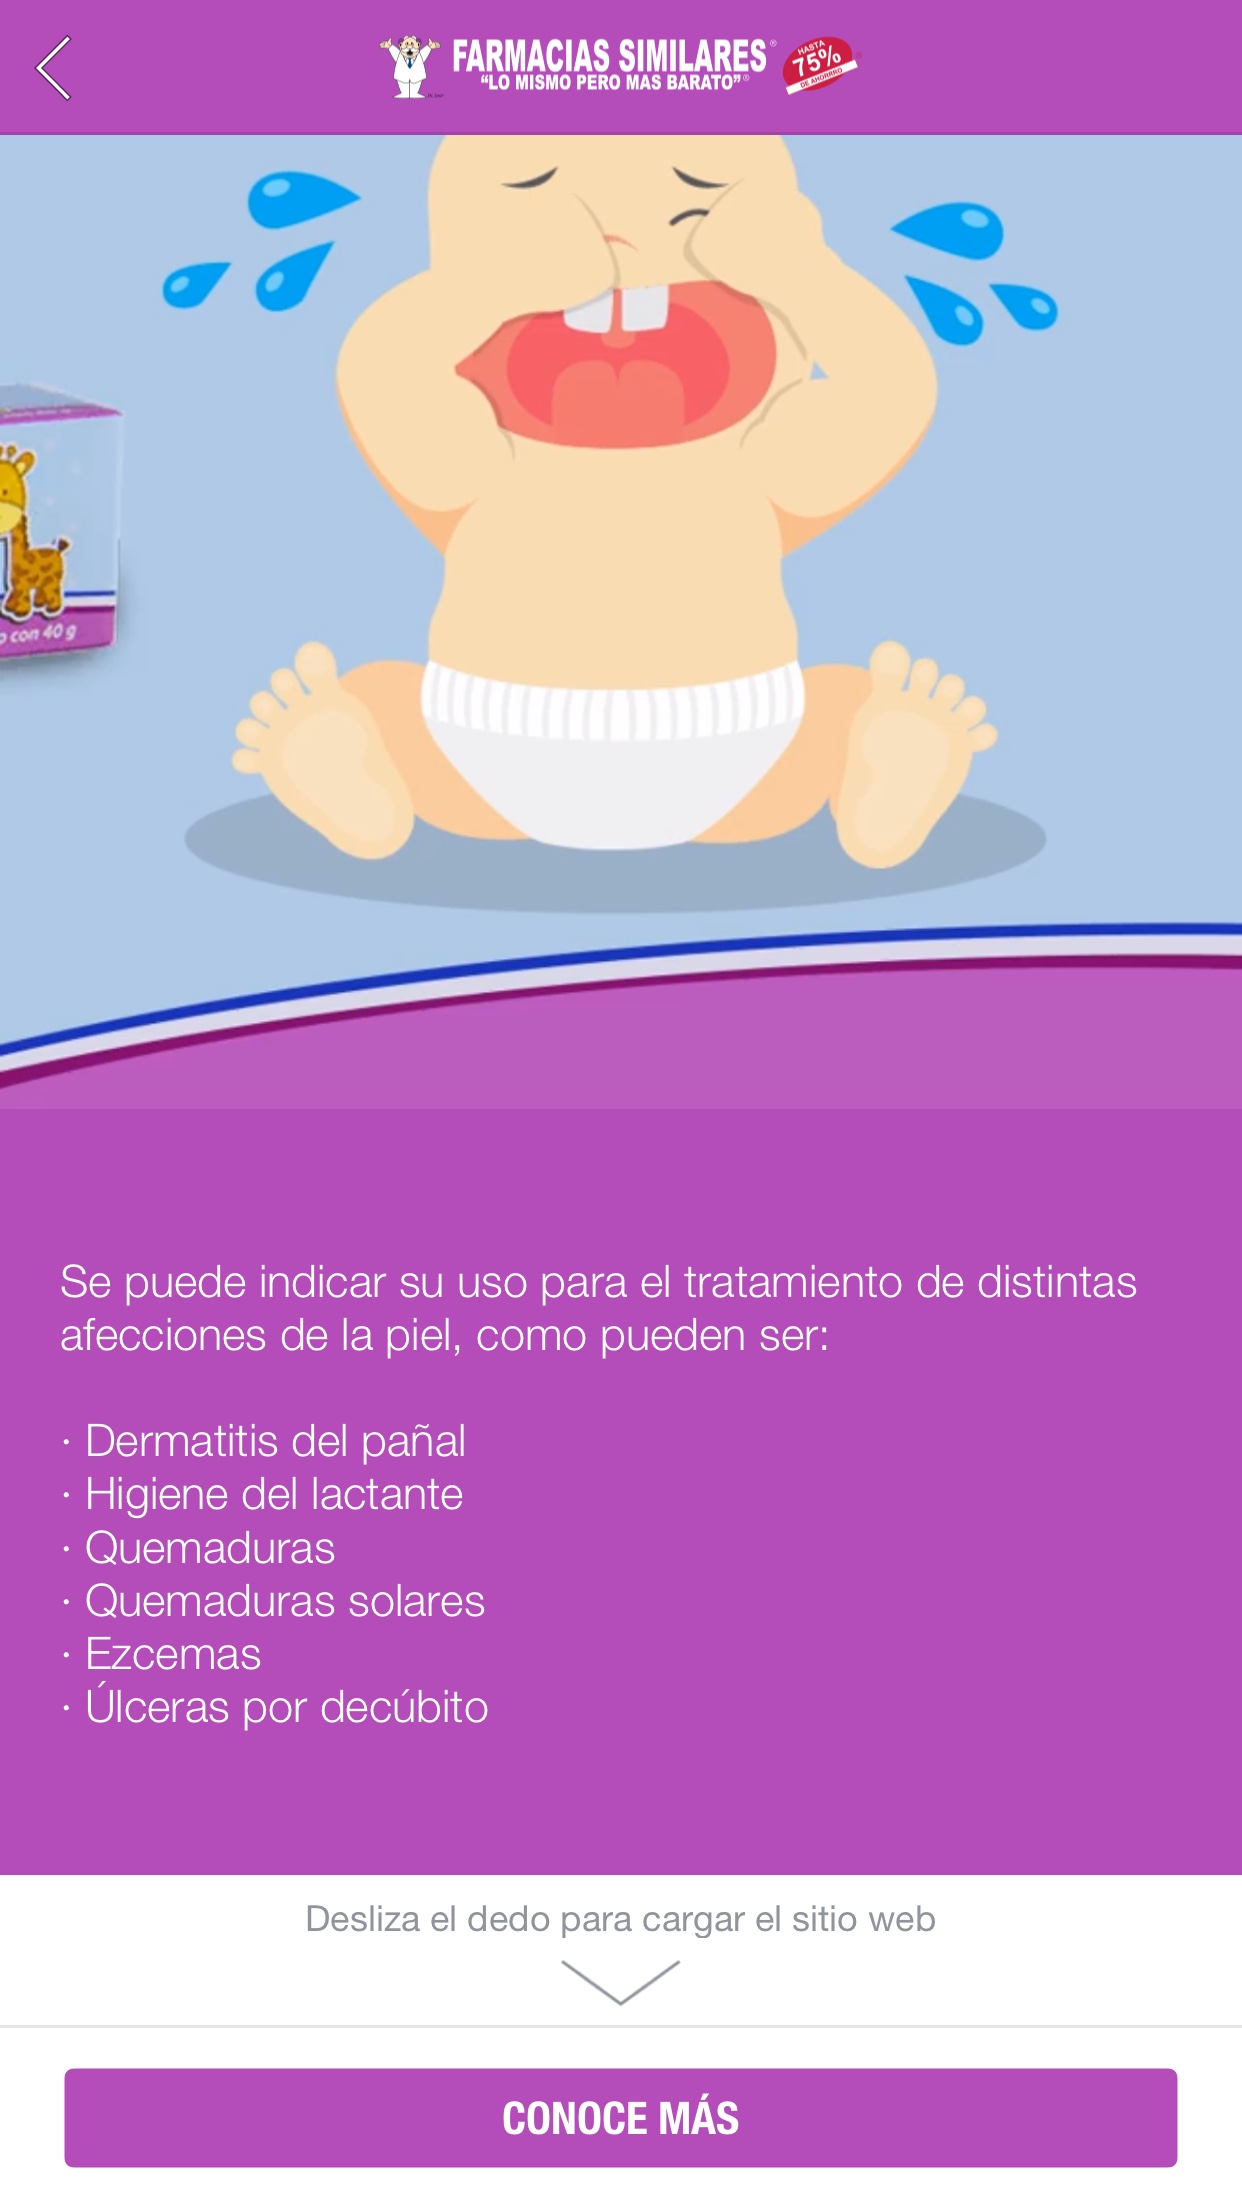 FARMACIAS SIMILARES®
“LO MISMO PERO MAS BARATO”®
HASTA
75%
DE AHORRRO
con 40 g
Se puede indicar su uso para el tratamiento de distintas
afecciones de la piel, como pueden ser:
· Dermatitis del pañal
· Higiene del lactante
· Quemaduras
· Quemaduras solares
· Ezcemas
· Úlceras por decúbito
Desliza el dedo para cargar el sitio web
CONOCE MÁS